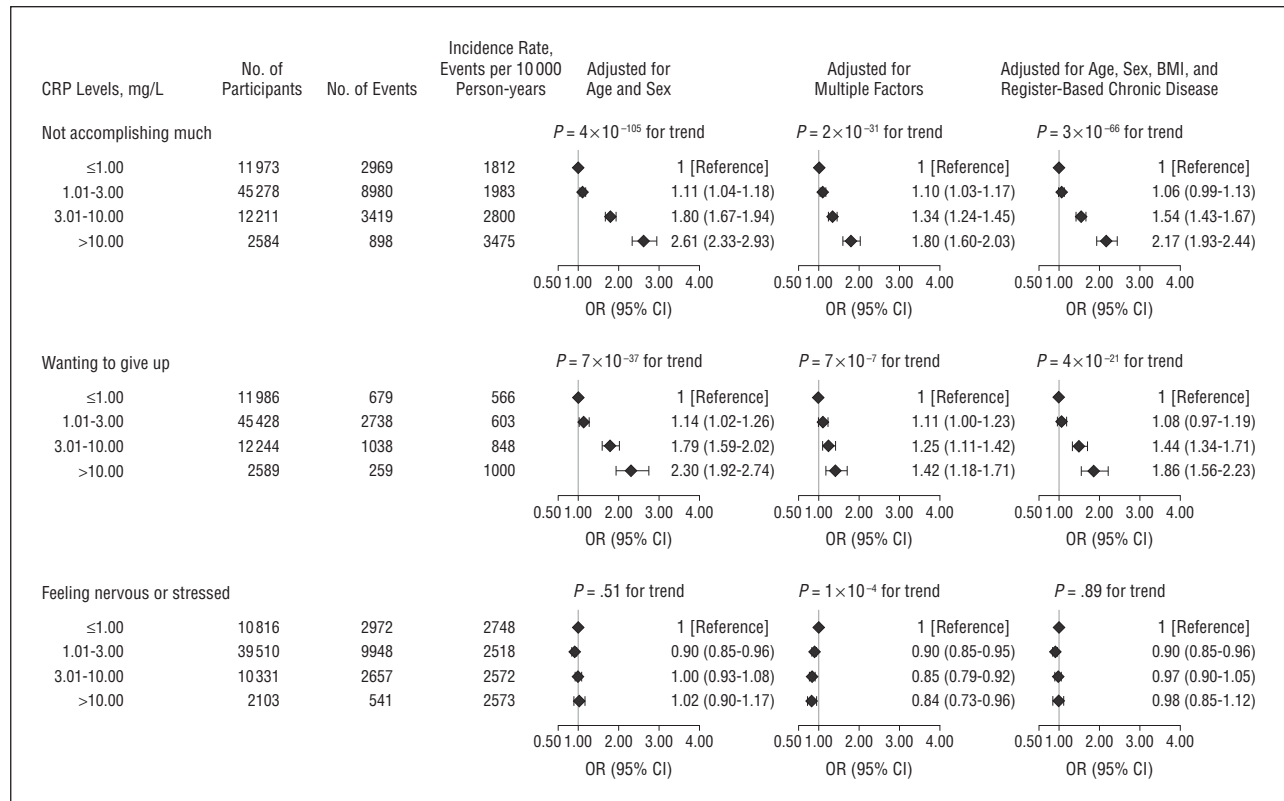 CRP Levels, mg/L No. of Participants No. of Events Incidence Rate, Events per 10 000 Person-years Adjusted for Age and Sex Adjusted for Multiple Factors Adjusted for Age, Sex, BMI, and Register-Based Chronic Disease
Not accomplishing much P = 4×10⁻¹⁰⁵ for trend P = 2×10⁻³¹ for trend P = 3×10⁻⁶⁶ for trend
≤1.00 11 973 2969 1812 1 [Reference] 1 [Reference] 1 [Reference]
1.01-3.00 45 278 8980 1983 1.11 (1.04-1.18) 1.10 (1.03-1.17) 1.06 (0.99-1.13)
3.01-10.00 12 211 3419 2800 1.80 (1.67-1.94) 1.34 (1.24-1.45) 1.54 (1.43-1.67)
>10.00 2584 898 3475 2.61 (2.33-2.93) 1.80 (1.60-2.03) 2.17 (1.93-2.44)
0.50 1.00 2.00 3.00 4.00 0.50 1.00 2.00 3.00 4.00 0.50 1.00 2.00 3.00 4.00
OR (95% CI) OR (95% CI) OR (95% CI)
Wanting to give up P = 7×10⁻³⁷ for trend P = 7×10⁻⁷ for trend P = 4×10⁻²¹ for trend
≤1.00 11 986 679 566 1 [Reference] 1 [Reference] 1 [Reference]
1.01-3.00 45 428 2738 603 1.14 (1.02-1.26) 1.11 (1.00-1.23) 1.08 (0.97-1.19)
3.01-10.00 12 244 1038 848 1.79 (1.59-2.02) 1.25 (1.11-1.42) 1.44 (1.34-1.71)
>10.00 2589 259 1000 2.30 (1.92-2.74) 1.42 (1.18-1.71) 1.86 (1.56-2.23)
0.50 1.00 2.00 3.00 4.00 0.50 1.00 2.00 3.00 4.00 0.50 1.00 2.00 3.00 4.00
OR (95% CI) OR (95% CI) OR (95% CI)
Feeling nervous or stressed P = .51 for trend P = 1×10⁻⁴ for trend P = .89 for trend
≤1.00 10 816 2972 2748 1 [Reference] 1 [Reference] 1 [Reference]
1.01-3.00 39 510 9948 2518 0.90 (0.85-0.96) 0.90 (0.85-0.95) 0.90 (0.85-0.96)
3.01-10.00 10 331 2657 2572 1.00 (0.93-1.08) 0.85 (0.79-0.92) 0.97 (0.90-1.05)
>10.00 2103 541 2573 1.02 (0.90-1.17) 0.84 (0.73-0.96) 0.98 (0.85-1.12)
0.50 1.00 2.00 3.00 4.00 0.50 1.00 2.00 3.00 4.00 0.50 1.00 2.00 3.00 4.00
OR (95% CI) OR (95% CI) OR (95% CI)